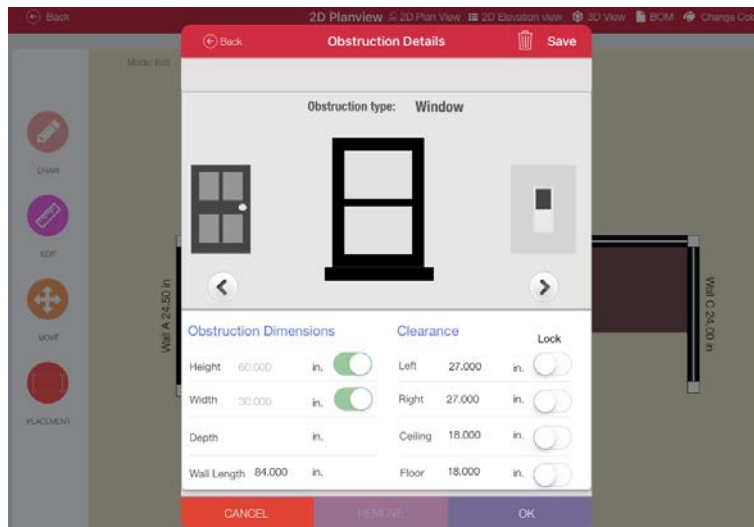 Back 2D Planview 2D Plan View 2D Elevation view 3D View BOM Change Col
Back Obstruction Details Save
Mode: Edit
Obstruction type: Window
DRAW
EDIT
MOVE
PLACEMENT
Wall A 24.50 in
Wall C 24.00 in
Obstruction Dimensions Clearance Lock
Height 60.000 in. Left 27.000 in.
Width 30.000 in. Right 27.000 in.
Depth in. Ceiling 18.000 in.
Wall Length 84.000 in. Floor 18.000 in.
CANCEL REMOVE OK